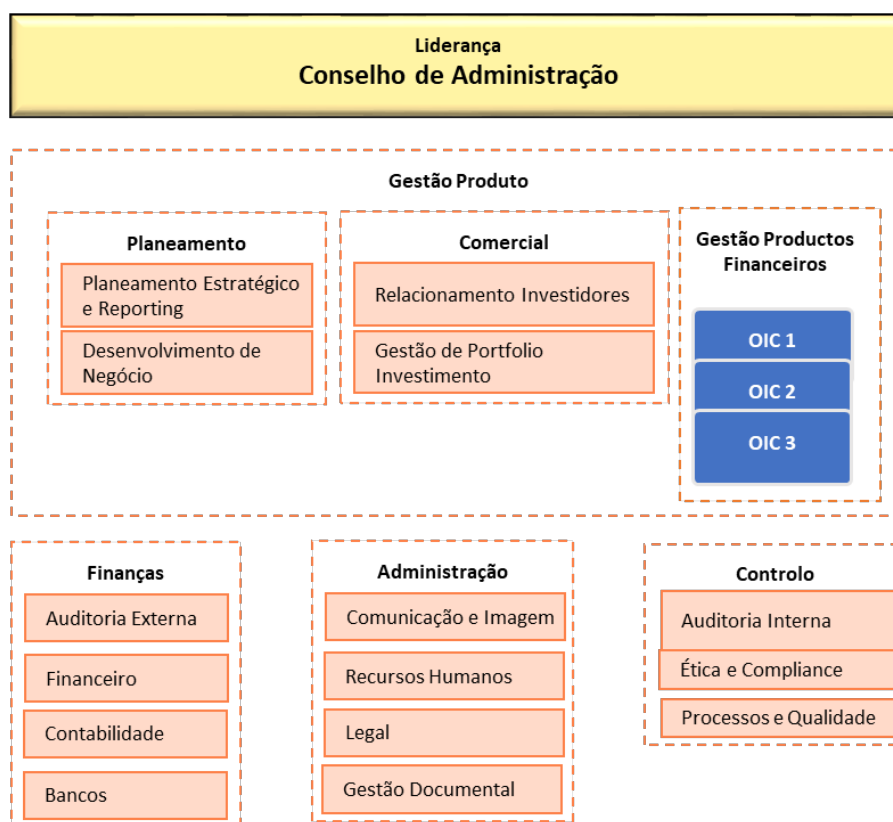 Liderança
Conselho de Administração
Gestão Produto
Planeamento
Planeamento Estratégico
e Reporting
Desenvolvimento de
Negócio
Comercial
Relacionamento Investidores
Gestão de Portfolio
Investimento
Gestão Productos
Financeiros
OIC 1
OIC 2
OIC 3
Finanças
Auditoria Externa
Financeiro
Contabilidade
Bancos
Administração
Comunicação e Imagem
Recursos Humanos
Legal
Gestão Documental
Controlo
Auditoria Interna
Ética e Compliance
Processos e Qualidade